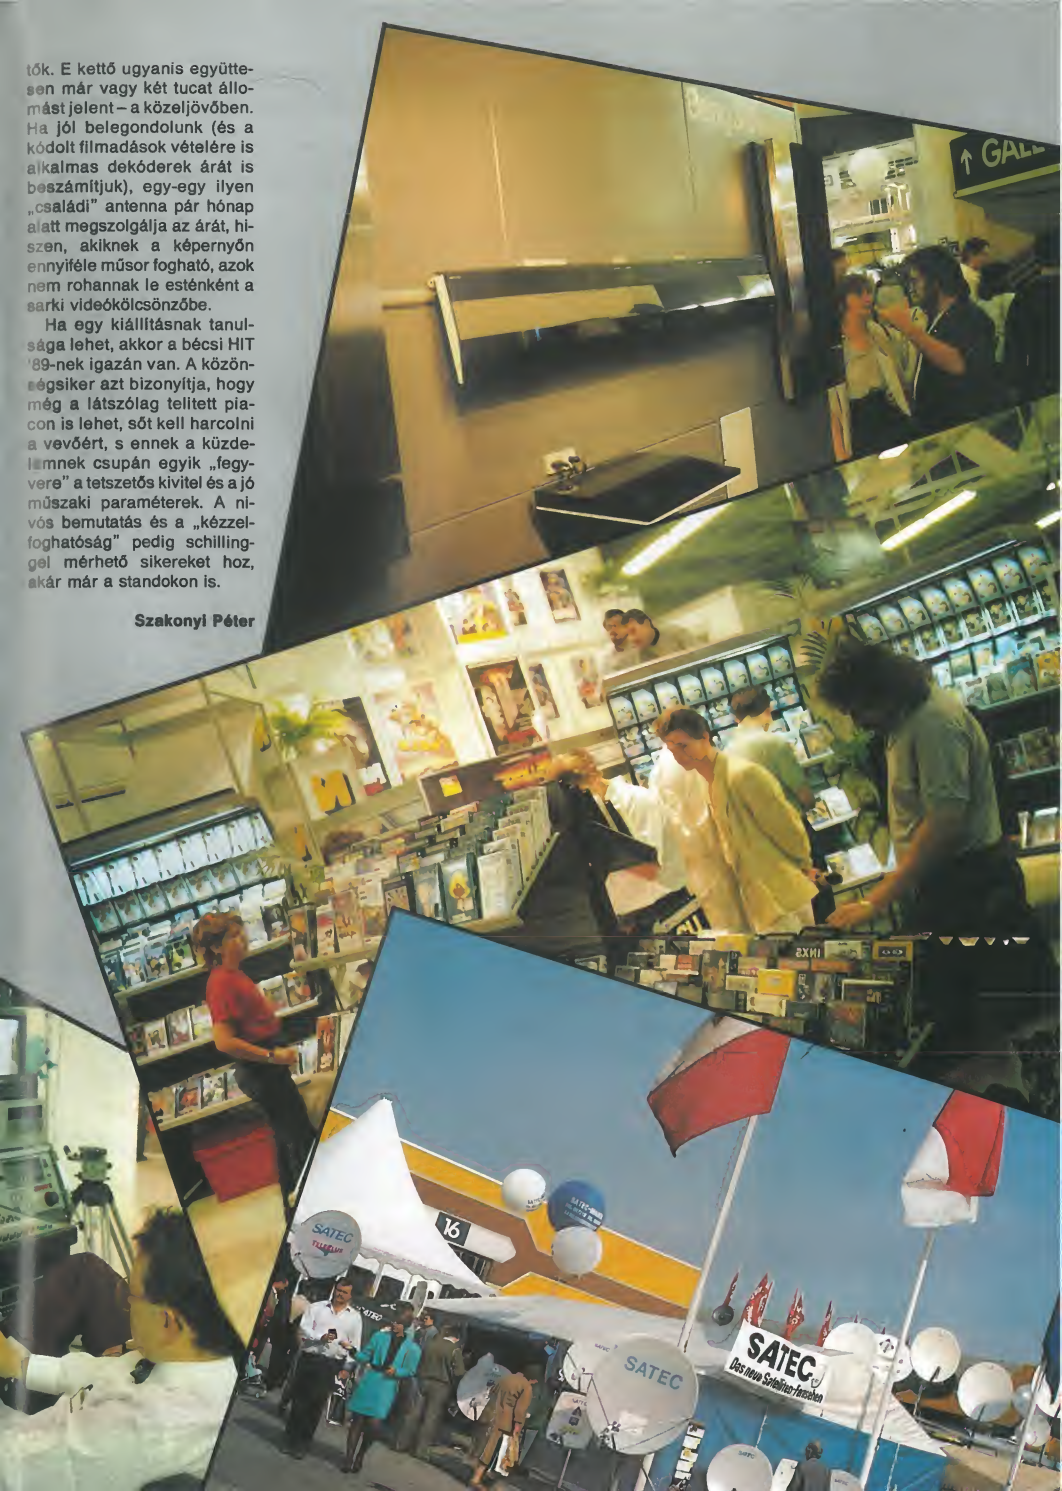 tők. E kettő ugyanis együtte-
sen már vagy két tucat állo-
mást jelent – a közeljövőben.
Ha jól belegondolunk (és a
kódolt filmadások vételére is
alkalmas dekóderek árát is
beszámítjuk), egy-egy ilyen
„családi” antenna pár hónap
alatt megszolgálja az árát, hi-
szen, akiknek a képernyőn
ennyiféle műsor fogható, azok
nem rohannak le esténként a
sarki videókölcsönzőbe.
Ha egy kiállításnak tanul-
sága lehet, akkor a bécsi HIT
'89-nek igazán van. A közön-
ségsiker azt bizonyítja, hogy
még a látszólag telített pia-
con is lehet, sőt kell harcolni
a vevőért, s ennek a küzde-
lemnek csupán egyik „fegy-
vere” a tetszetős kivitel és a jó
műszaki paraméterek. A ní-
vós bemutatás és a „kézzel-
foghatóság” pedig schilling-
gel mérhető sikereket hoz,
akár már a standokon is.
Szakonyi Péter
↑ GALE
INXS
16
SATEC
TELEPLUS
SATEC
SATEC
Das neue Satelliten-fernsehen
SATEC